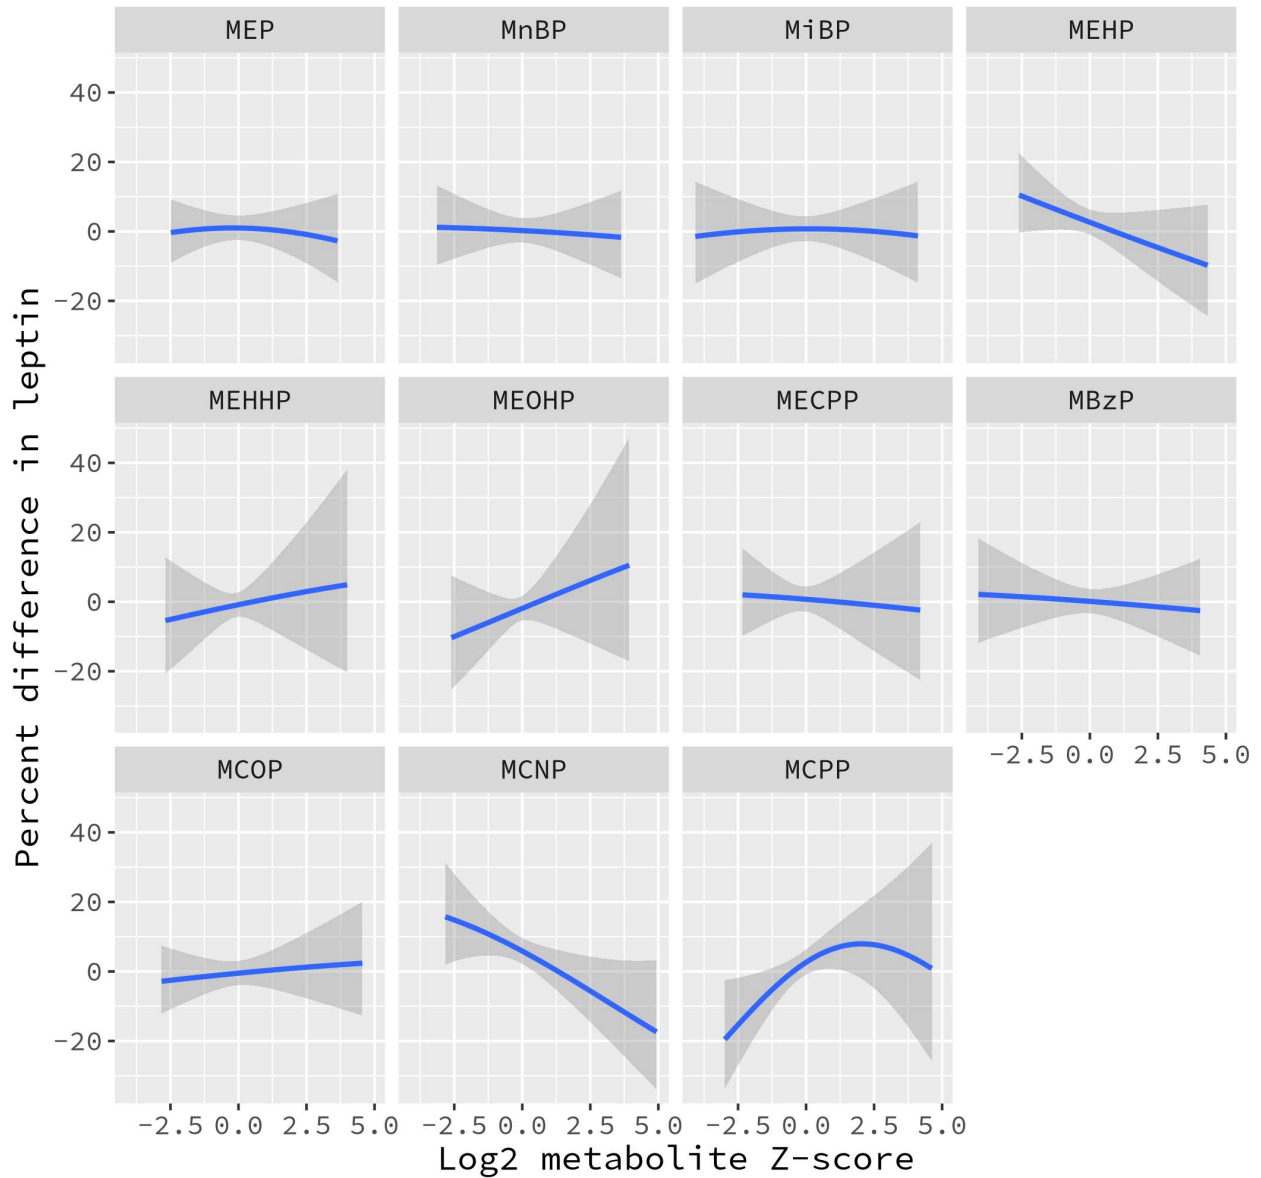 MEP MnBP MiBP MEHP
40
20
0
−20
MEHHP MEOHP MECPP MBzP
40
20
0
−20
−2.5 0.0 2.5 5.0
MCOP MCNP MCPP
40
20
0
−20
−2.5 0.0 2.5 5.0 −2.5 0.0 2.5 5.0 −2.5 0.0 2.5 5.0
Log2 metabolite Z−score
Percent difference in leptin